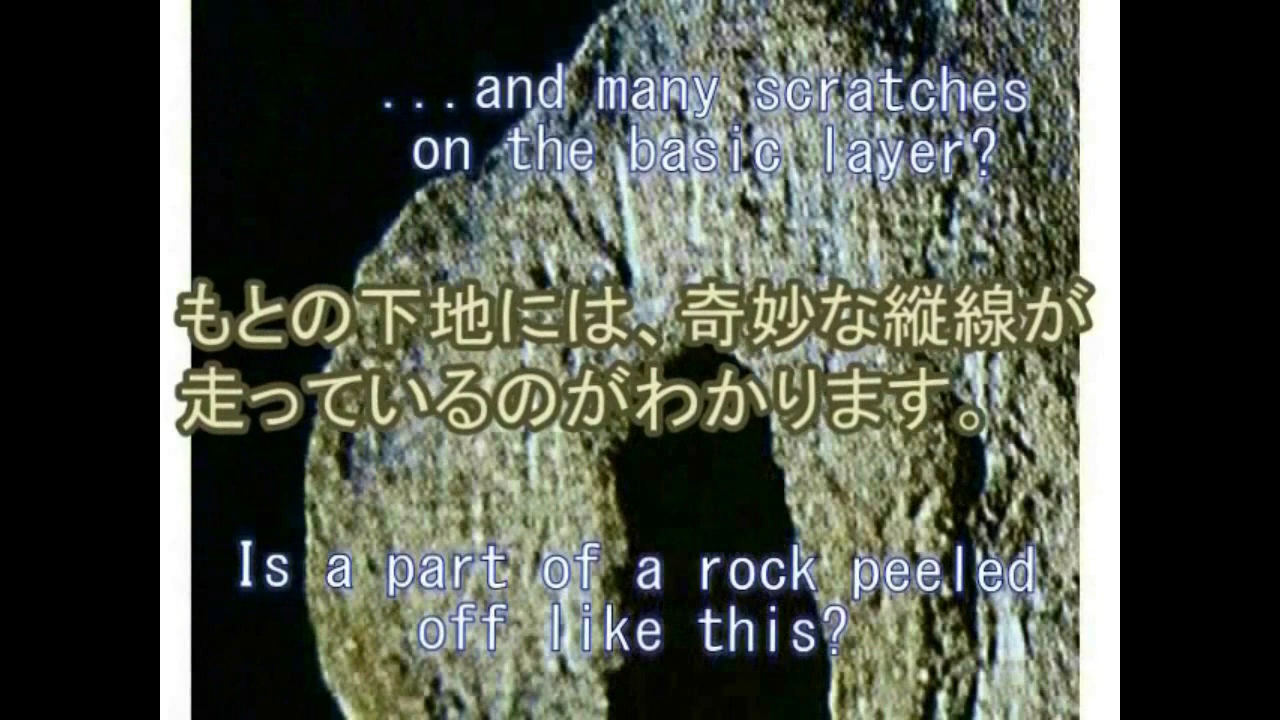 ...and many scratches
on the basic layer?
もとの下地には、奇妙な縦線が
走っているのがわかります。
Is a part of a rock peeled
off like this?